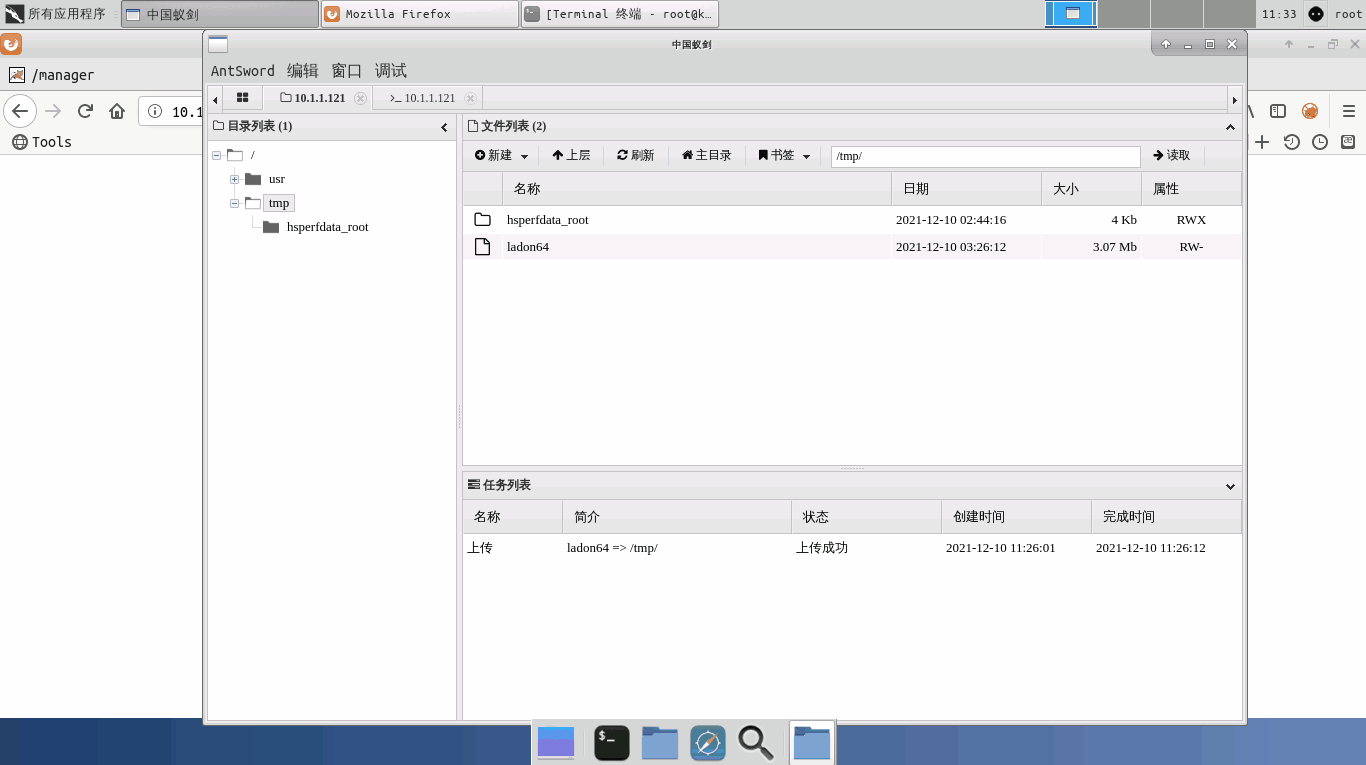 所有应用程序 中国蚁剑 Mozilla Firefox [Terminal 终端 - root@k… 11:33 root
中国蚁剑
/manager
AntSword 编辑 窗口 调试
10.1.1.121 >_ 10.1.1.121
10.1
Tools
目录列表 (1)
/
usr
tmp
hsperfdata_root
文件列表 (2)
新建 上层 刷新 主目录 书签 /tmp/ 读取
名称 日期 大小 属性
hsperfdata_root 2021-12-10 02:44:16 4 Kb RWX
ladon64 2021-12-10 03:26:12 3.07 Mb RW-
任务列表
名称 简介 状态 创建时间 完成时间
上传 ladon64 => /tmp/ 上传成功 2021-12-10 11:26:01 2021-12-10 11:26:12